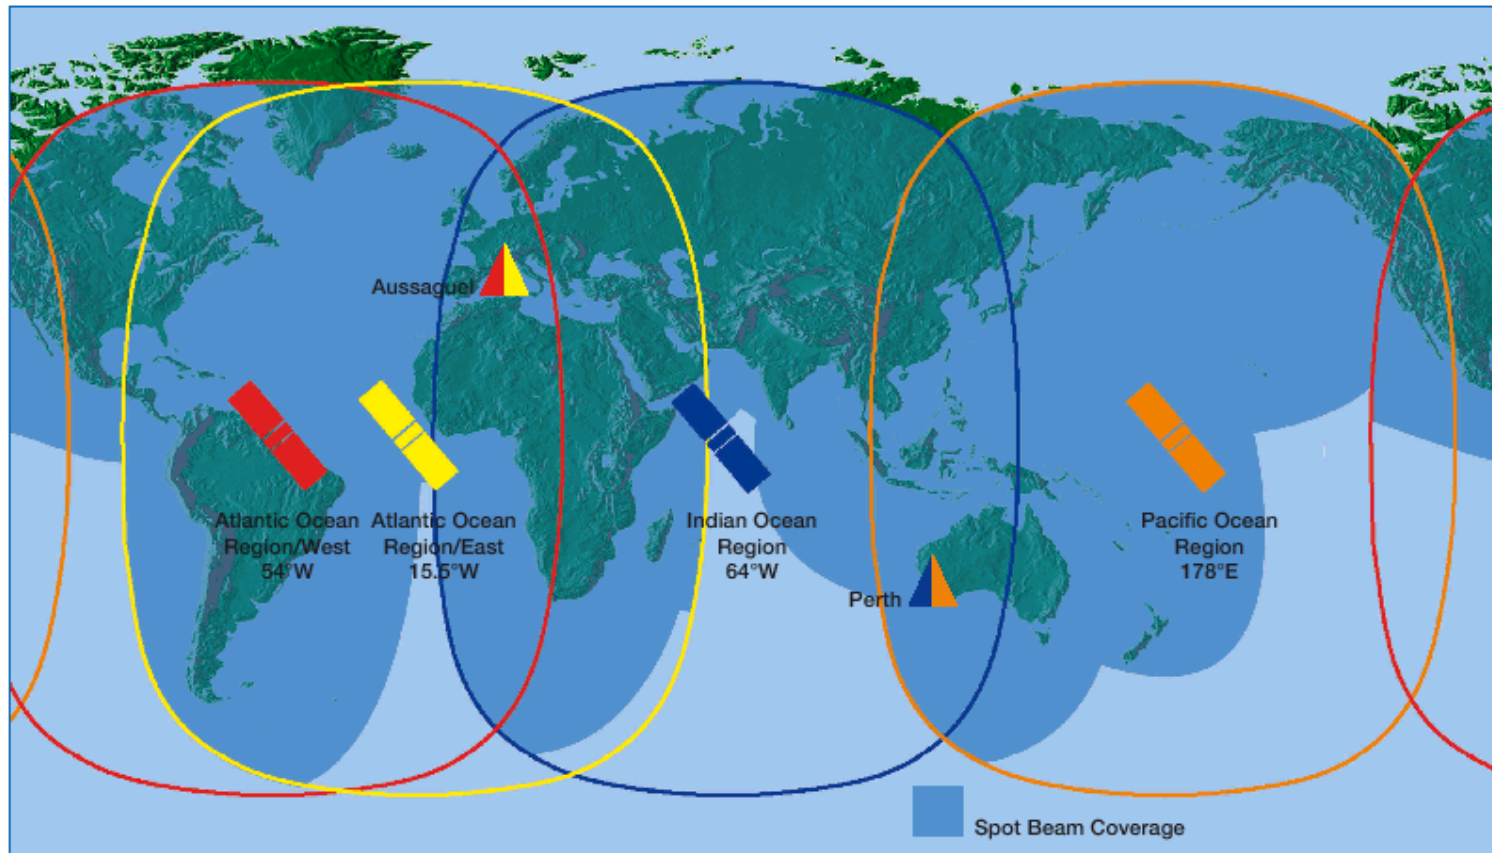 Aussaguel
Atlantic Ocean
Region/West
54°W
Atlantic Ocean
Region/East
15.5°W
Indian Ocean
Region
64°W
Pacific Ocean
Region
178°E
Perth
Spot Beam Coverage